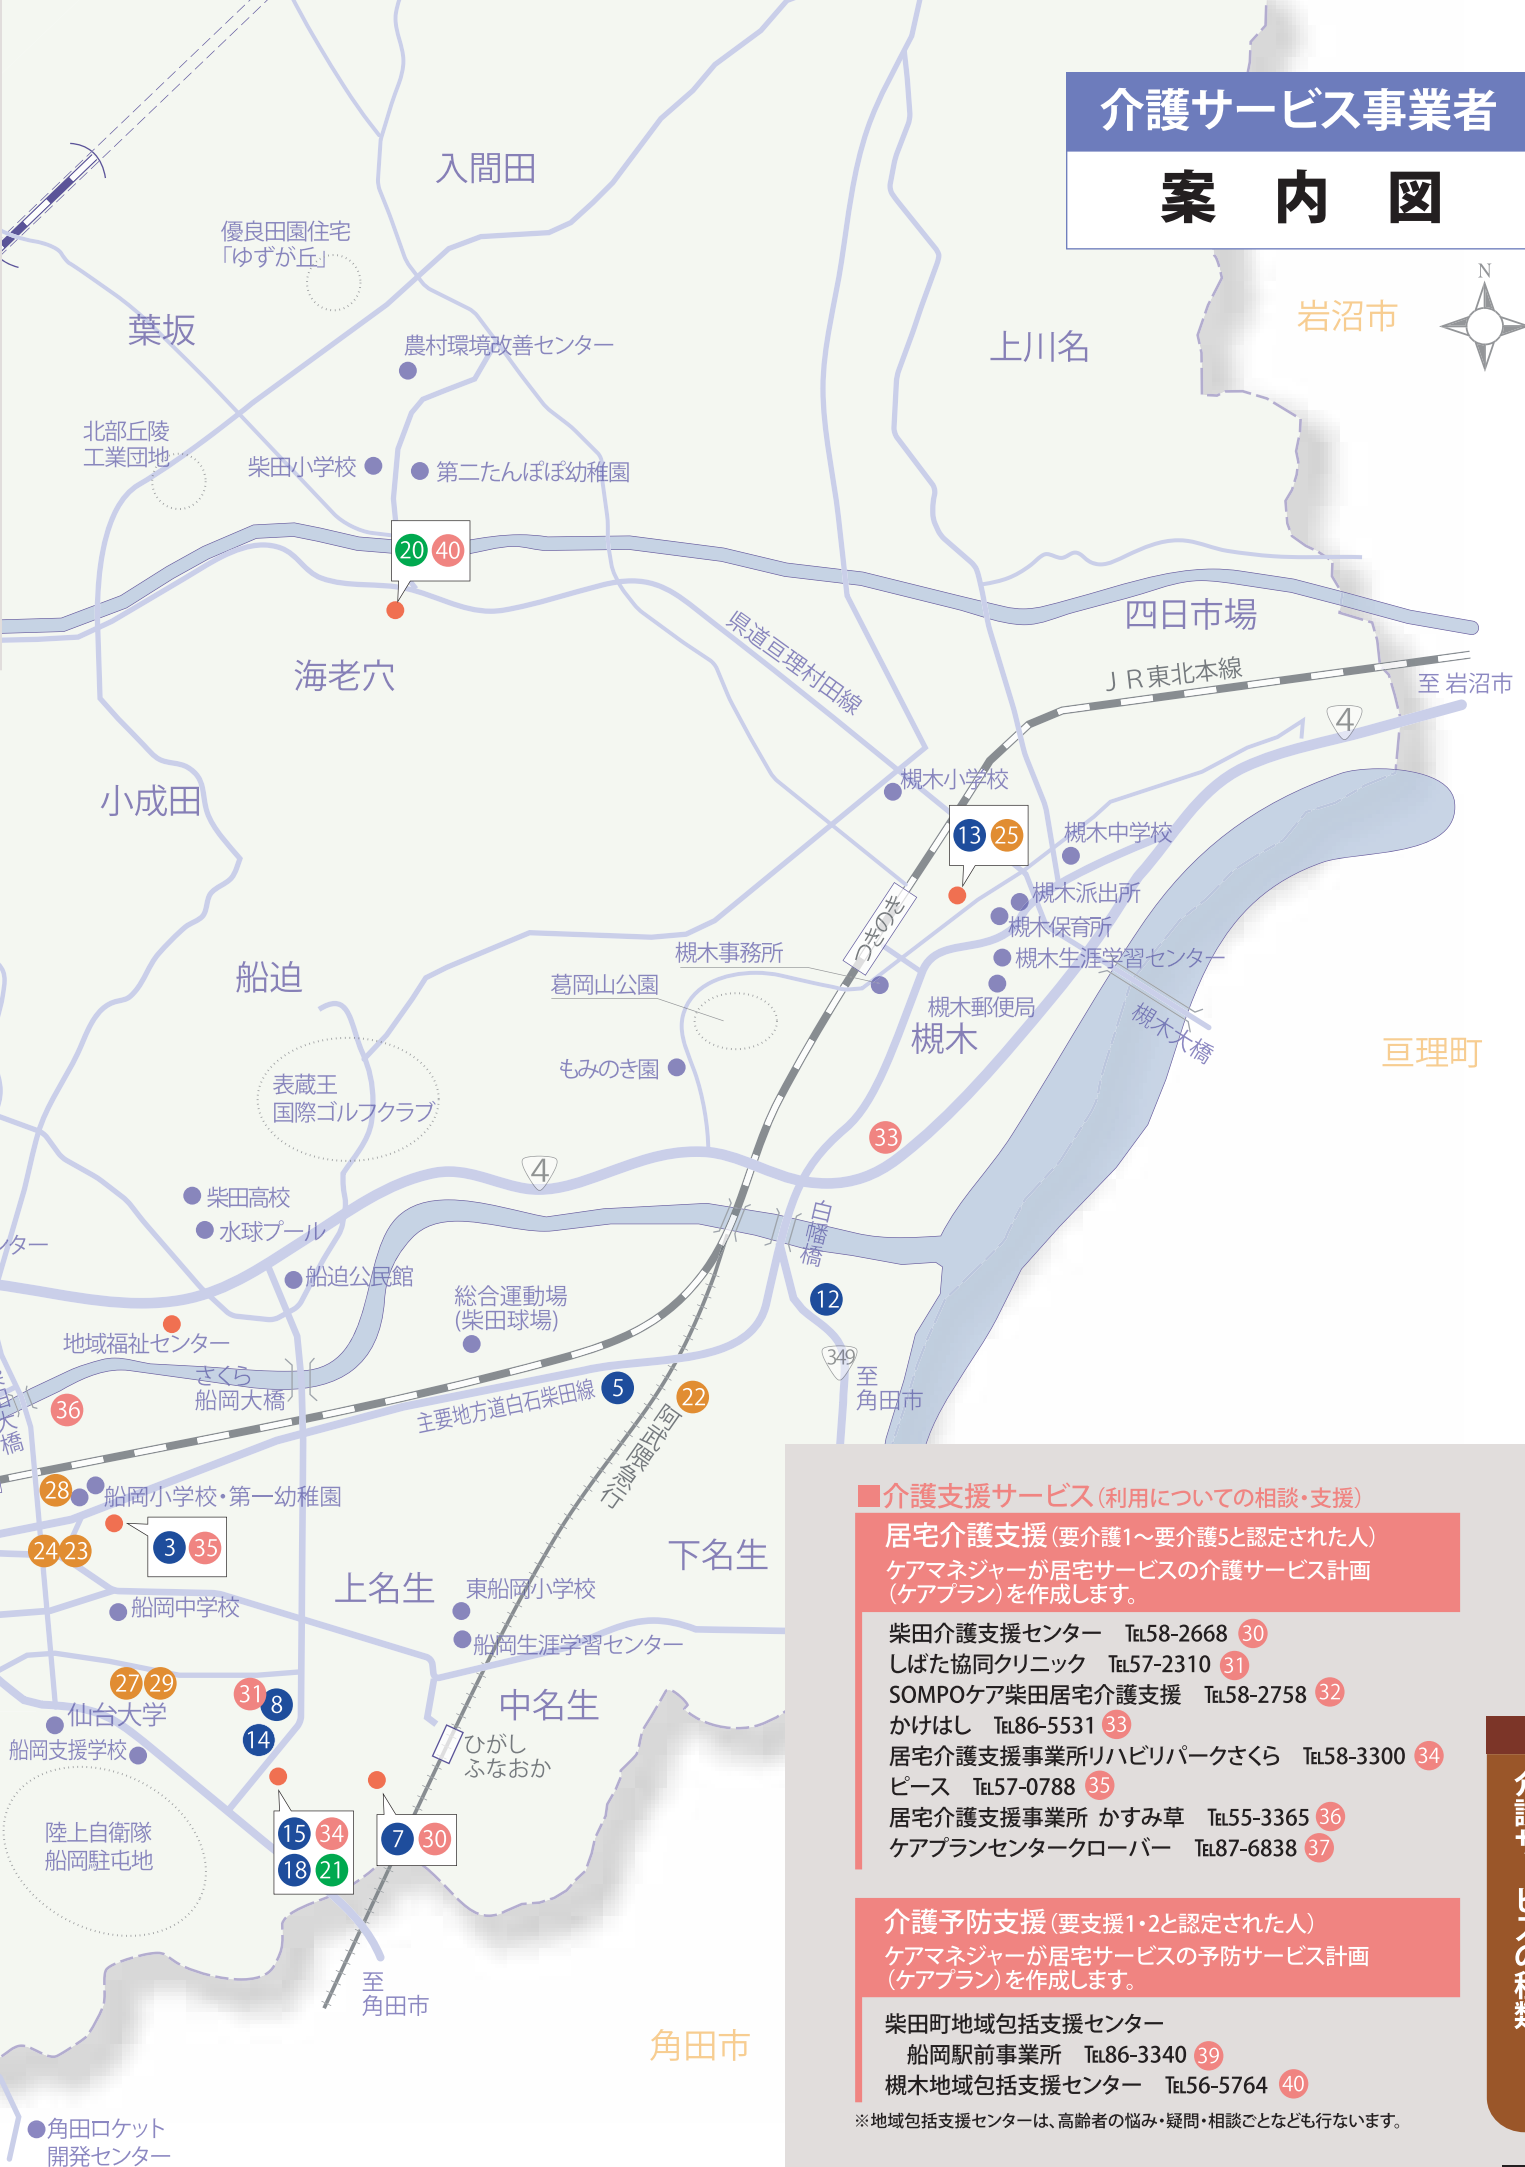 介護サービス事業者
案内図
N
岩沼市
入間田
優良田園住宅
「ゆずが丘」
葉坂
農村環境改善センター
上川名
北部丘陵
工業団地
柴田小学校
第二たんぽぽ幼稚園
20 40
四日市場
県道亘理村田線
JR東北本線
至 岩沼市
海老穴
4
小成田
槻木小学校
13 25
槻木中学校
槻木派出所
槻木保育所
つきのき
槻木事務所
槻木生涯学習センター
船迫
葛岡山公園
槻木郵便局
槻木
槻木大橋
亘理町
もみのき園
表蔵王
国際ゴルフクラブ
33
4
柴田高校
水球プール
白幡橋
ンター
船迫公民館
総合運動場
(柴田球場)
12
地域福祉センター
349
至
角田市
さくら
船岡大橋
36
田大橋
主要地方道白石柴田線
5
22
阿武隈急行
28
船岡小学校・第一幼稚園
24 23
3 35
下名生
上名生
東船岡小学校
船岡中学校
船岡生涯学習センター
27 29
31
8
仙台大学
14
中名生
船岡支援学校
ひがし
ふなおか
陸上自衛隊
船岡駐屯地
15 34
18 21
7 30
至
角田市
角田市
角田ロケット
開発センター
■介護支援サービス(利用についての相談・支援)
居宅介護支援(要介護1～要介護5と認定された人)
ケアマネジャーが居宅サービスの介護サービス計画
(ケアプラン)を作成します。
柴田介護支援センター　TEL58-2668 30
しばた協同クリニック　TEL57-2310 31
SOMPOケア柴田居宅介護支援　TEL58-2758 32
かけはし　TEL86-5531 33
居宅介護支援事業所リハビリパークさくら　TEL58-3300 34
ピース　TEL57-0788 35
居宅介護支援事業所 かすみ草　TEL55-3365 36
ケアプランセンタークローバー　TEL87-6838 37
介護予防支援(要支援1・2と認定された人)
ケアマネジャーが居宅サービスの予防サービス計画
(ケアプラン)を作成します。
柴田町地域包括支援センター
船岡駅前事業所　TEL86-3340 39
槻木地域包括支援センター　TEL56-5764 40
※地域包括支援センターは、高齢者の悩み・疑問・相談ごとなども行ないます。